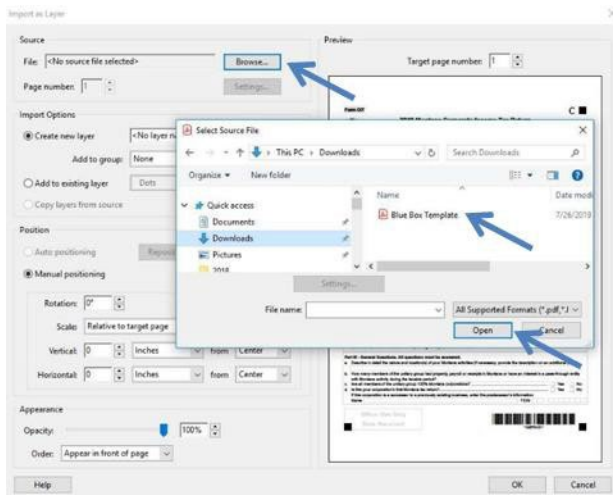 Import as Layer
Source
File: <No source file selected>
Browse...
Page number: 1
Settings...
Import Options
Create new layer
<No layer n
Add to group: None
Add to existing layer
Dots
Copy layers from source
Position
Auto positioning
Manual positioning
Rotation: 0°
Scale: Relative to target page
Vertical: 0 Inches from Center
Horizontal: 0 Inches from Center
Appearance
Opacity: 100%
Order: Appear in front of page
Help
Preview
Target page number: 1
Select Source File
This PC > Downloads
Search Downloads
Organize
New folder
Quick access
Documents
Downloads
Pictures
2018
Name
Date modi
Blue Box Template
7/26/2019
Settings...
File name:
All Supported Formats (*.pdf,*.l
Open
Cancel
OK
Cancel